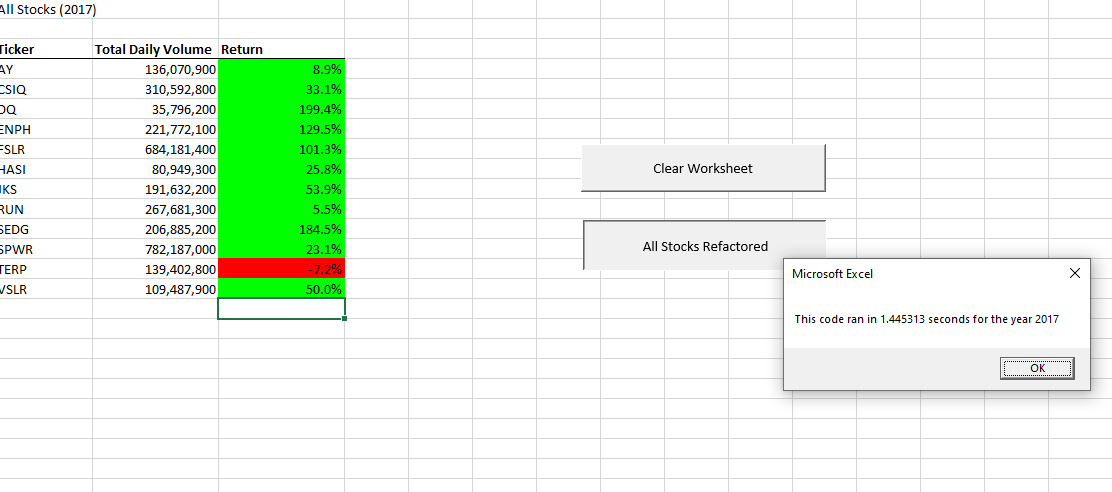 All Stocks (2017)
Ticker Total Daily Volume Return
AY 136,070,900 8.9%
CSIQ 310,592,800 33.1%
DQ 35,796,200 199.4%
ENPH 221,772,100 129.5%
FSLR 684,181,400 101.3%
HASI 80,949,300 25.8%
JKS 191,632,200 53.9%
RUN 267,681,300 5.5%
SEDG 206,885,200 184.5%
SPWR 782,187,000 23.1%
TERP 139,402,800 -7.2%
VSLR 109,487,900 50.0%
Clear Worksheet
All Stocks Refactored
Microsoft Excel
This code ran in 1.445313 seconds for the year 2017
OK